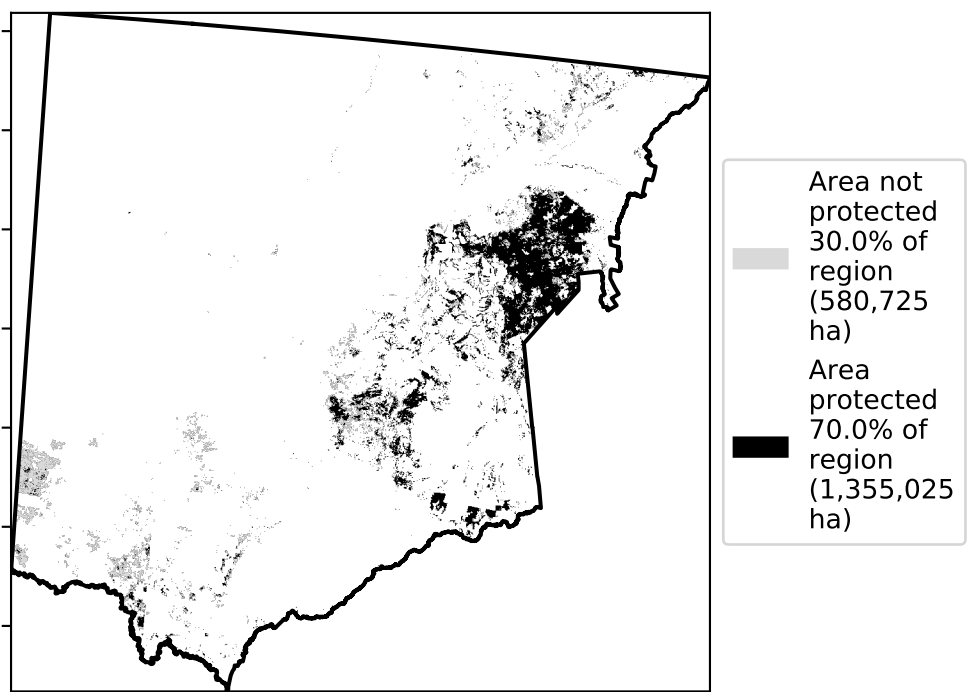 Area not
protected
30.0% of
region
(580,725
ha)
Area
protected
70.0% of
region
(1,355,025
ha)